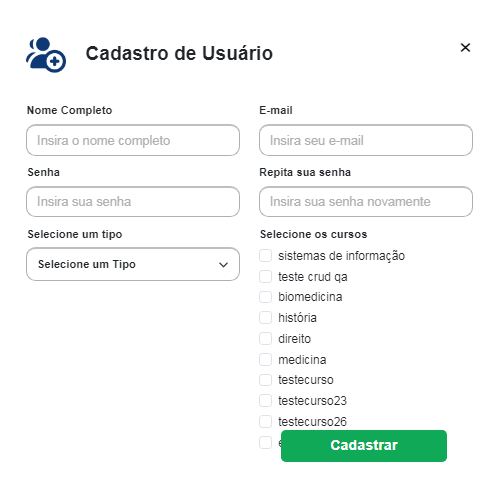 Cadastro de Usuário
Nome Completo
Insira o nome completo
E-mail
Insira seu e-mail
Senha
Insira sua senha
Repita sua senha
Insira sua senha novamente
Selecione um tipo
Selecione um Tipo
Selecione os cursos
sistemas de informação
teste crud qa
biomedicina
história
direito
medicina
testecurso
testecurso23
testecurso26
Cadastrar